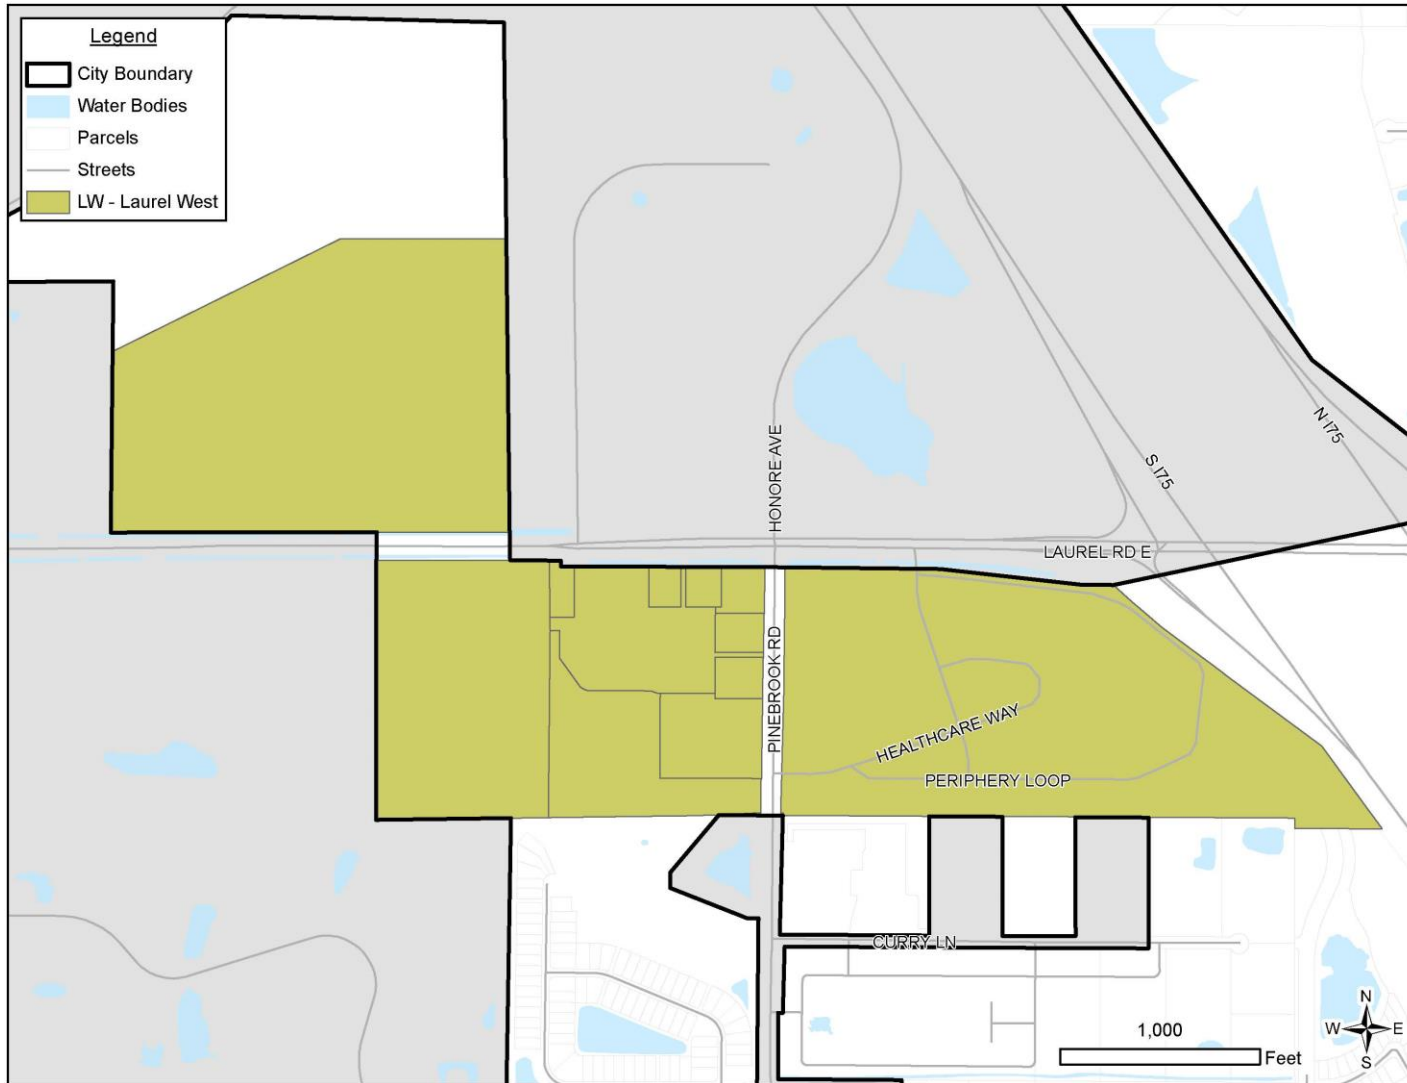 Legend
City Boundary
Water Bodies
Parcels
Streets
LW - Laurel West
HONORE AVE
N I75
S I75
LAUREL RD E
PINEBROOK RD
HEALTHCARE WAY
PERIPHERY LOOP
CURRY LN
N
W E
S
1,000
Feet